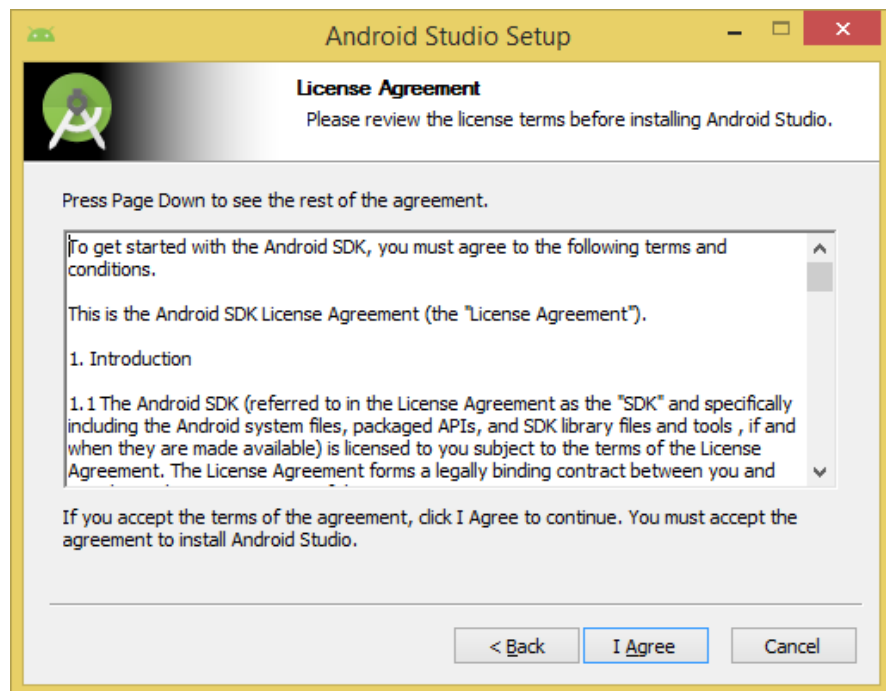 Android Studio Setup
License Agreement
Please review the license terms before installing Android Studio.
Press Page Down to see the rest of the agreement.
To get started with the Android SDK, you must agree to the following terms and
conditions.
This is the Android SDK License Agreement (the "License Agreement").
1. Introduction
1.1 The Android SDK (referred to in the License Agreement as the "SDK" and specifically
including the Android system files, packaged APIs, and SDK library files and tools , if and
when they are made available) is licensed to you subject to the terms of the License
Agreement. The License Agreement forms a legally binding contract between you and
If you accept the terms of the agreement, click I Agree to continue. You must accept the
agreement to install Android Studio.
< Back
I Agree
Cancel